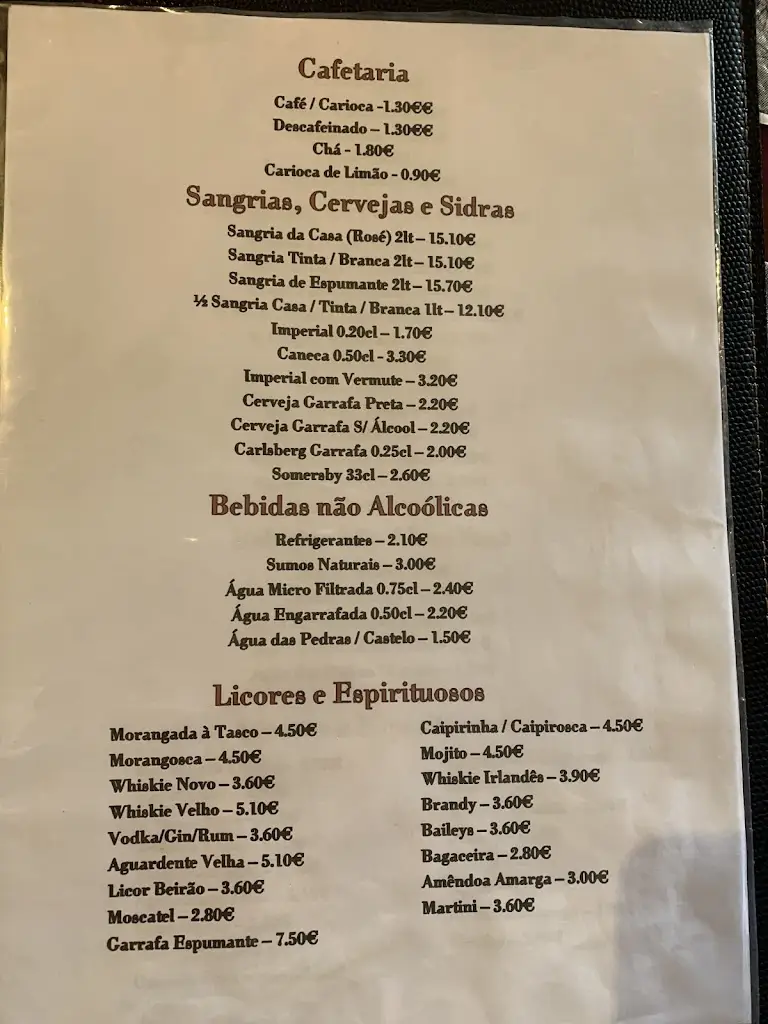 Cafetaria
Café / Carioca -1.30€€
Descafeinado – 1.30€€
Chá - 1.80€
Carioca de Limão - 0.90€
Sangrias, Cervejas e Sidras
Sangria da Casa (Rosé) 2lt – 15.10€
Sangria Tinta / Branca 2lt – 15.10€
Sangria de Espumante 2lt – 15.70€
½ Sangria Casa / Tinta / Branca 1lt – 12.10€
Imperial 0.20cl – 1.70€
Caneca 0.50cl - 3.30€
Imperial com Vermute – 3.20€
Cerveja Garrafa Preta – 2.20€
Cerveja Garrafa S/ Álcool – 2.20€
Carlsberg Garrafa 0.25cl – 2.00€
Somersby 33cl – 2.60€
Bebidas não Alcoólicas
Refrigerantes – 2.10€
Sumos Naturais – 3.00€
Água Micro Filtrada 0.75cl – 2.40€
Água Engarrafada 0.50cl – 2.20€
Água das Pedras / Castelo – 1.50€
Licores e Espirituosos
Morangada à Tasco – 4.50€
Morangosca – 4.50€
Whiskie Novo – 3.60€
Whiskie Velho – 5.10€
Vodka/Gin/Rum – 3.60€
Aguardente Velha – 5.10€
Licor Beirão – 3.60€
Moscatel – 2.80€
Garrafa Espumante – 7.50€
Caipirinha / Caipirosca – 4.50€
Mojito – 4.50€
Whiskie Irlandês – 3.90€
Brandy – 3.60€
Baileys – 3.60€
Bagaceira – 2.80€
Amêndoa Amarga – 3.00€
Martini – 3.60€